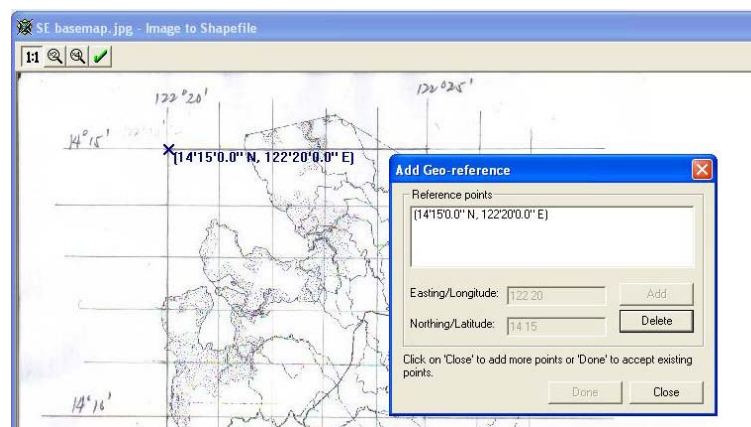 SE basemap.jpg - Image to Shapefile
1:1
122°20'
122°25'
14°15'
(14'15'0.0" N, 122'20'0.0" E)
Add Geo-reference
Reference points
(14'15'0.0" N, 122'20'0.0" E)
Easting/Longitude: 122 20 Add
Northing/Latitude: 14 15 Delete
Click on 'Close' to add more points or 'Done' to accept existing
points.
Done Close
14°10'